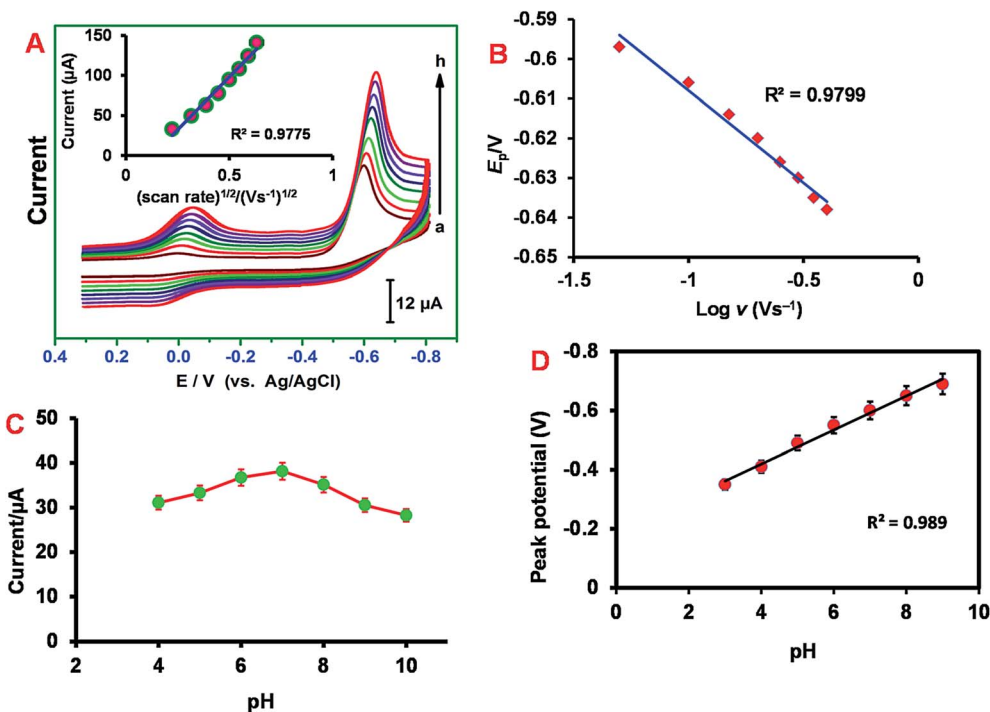 A
150
100
50
0
Current (µA)
R² = 0.9775
0
0.5
1
(scan rate)¹ᐟ²/(Vs⁻¹)¹ᐟ²
h
a
Current
12 µA
0.4 0.2 0.0 -0.2 -0.4 -0.6 -0.8
E / V (vs. Ag/AgCl)
B
-0.59
-0.6
-0.61
-0.62
-0.63
-0.64
-0.65
Eₚ/V
R² = 0.9799
-1.5 -1 -0.5 0
Log v (Vs⁻¹)
C
50
40
30
20
10
0
Current/µA
2 4 6 8 10
pH
D
-0.8
-0.6
-0.4
-0.2
0
Peak potential (V)
R² = 0.989
0 2 4 6 8 10
pH